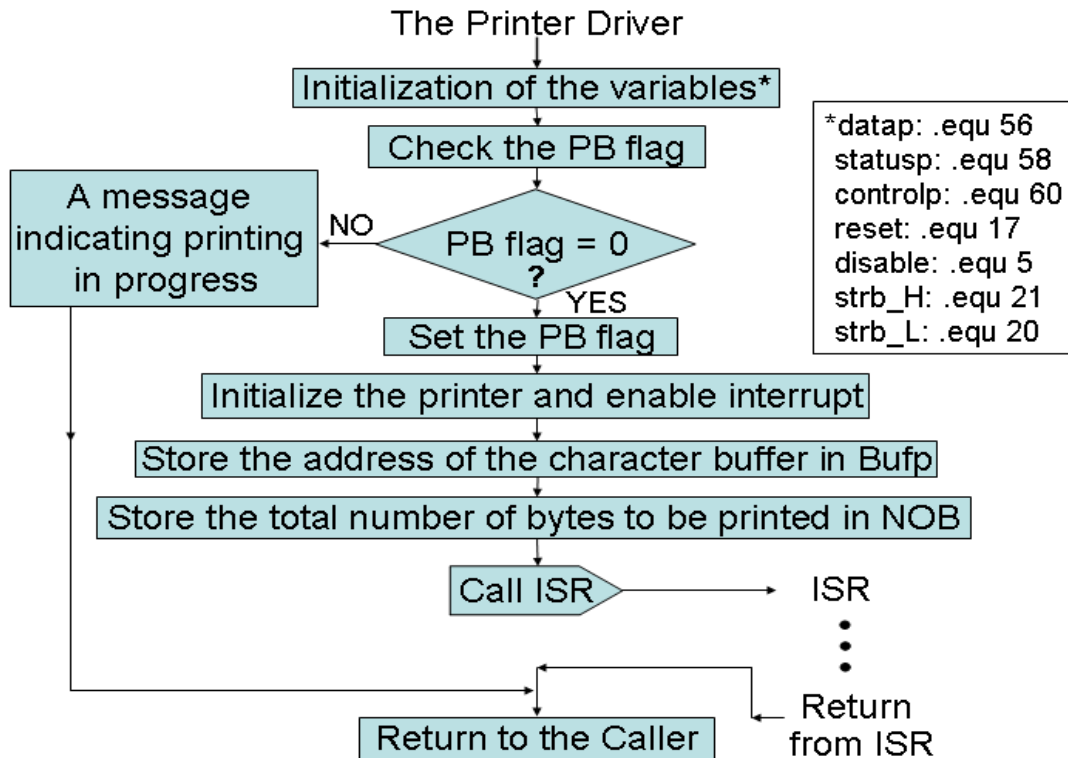 The Printer Driver
Initialization of the variables*
Check the PB flag
*datap: .equ 56
statusp: .equ 58
controlp: .equ 60
reset: .equ 17
disable: .equ 5
strb_H: .equ 21
strb_L: .equ 20
A message
indicating printing
in progress
NO
PB flag = 0
?
YES
Set the PB flag
Initialize the printer and enable interrupt
Store the address of the character buffer in Bufp
Store the total number of bytes to be printed in NOB
Call ISR
ISR
Return
from ISR
Return to the Caller